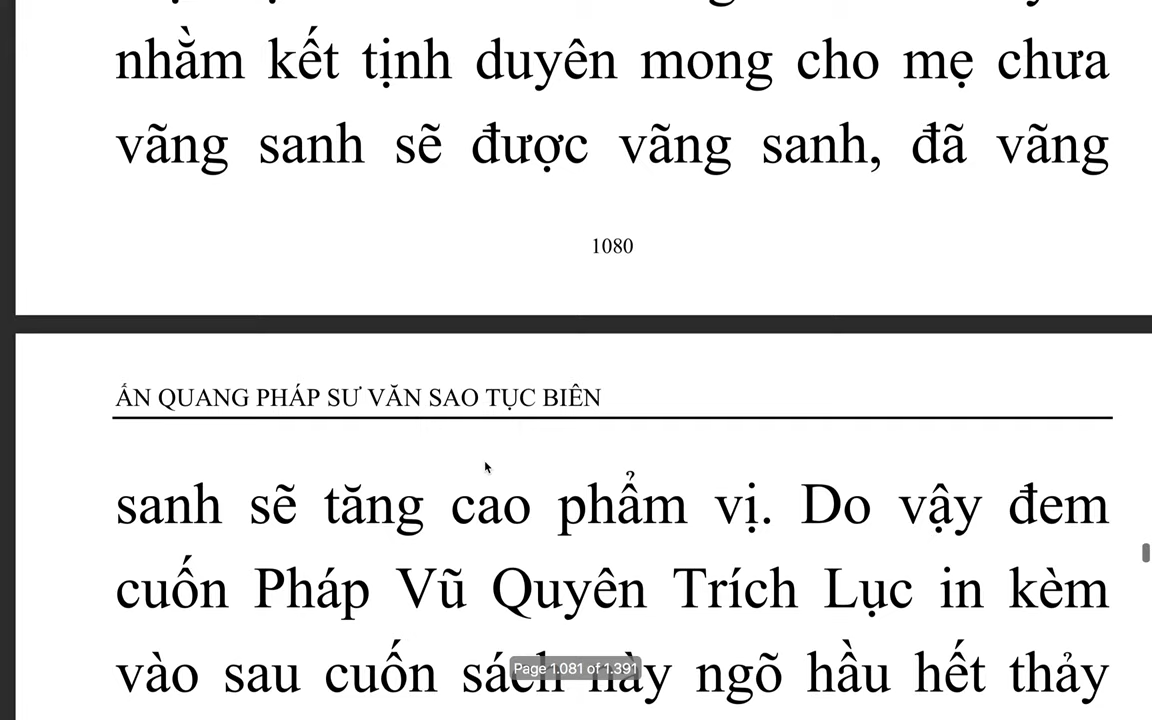 nhằm kết tịnh duyên mong cho mẹ chưa
vãng sanh sẽ được vãng sanh, đã vãng
1080
ẤN QUANG PHÁP SƯ VĂN SAO TỤC BIÊN
sanh sẽ tăng cao phẩm vị. Do vậy đem
cuốn Pháp Vũ Quyên Trích Lục in kèm
vào sau cuốn sách này ngõ hầu hết thảy
Page 1.081 of 1.391